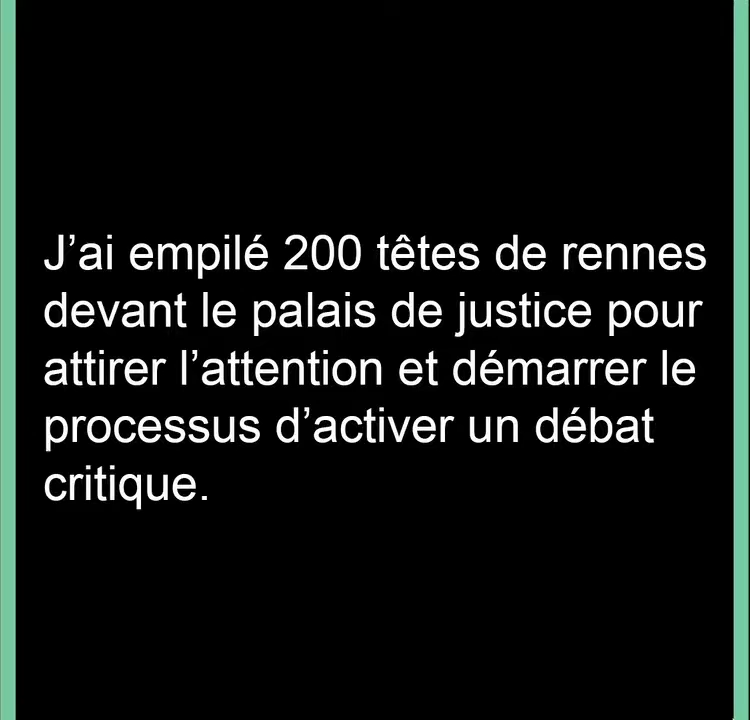 J’ai empilé 200 têtes de rennes
devant le palais de justice pour
attirer l’attention et démarrer le
processus d’activer un débat
critique.